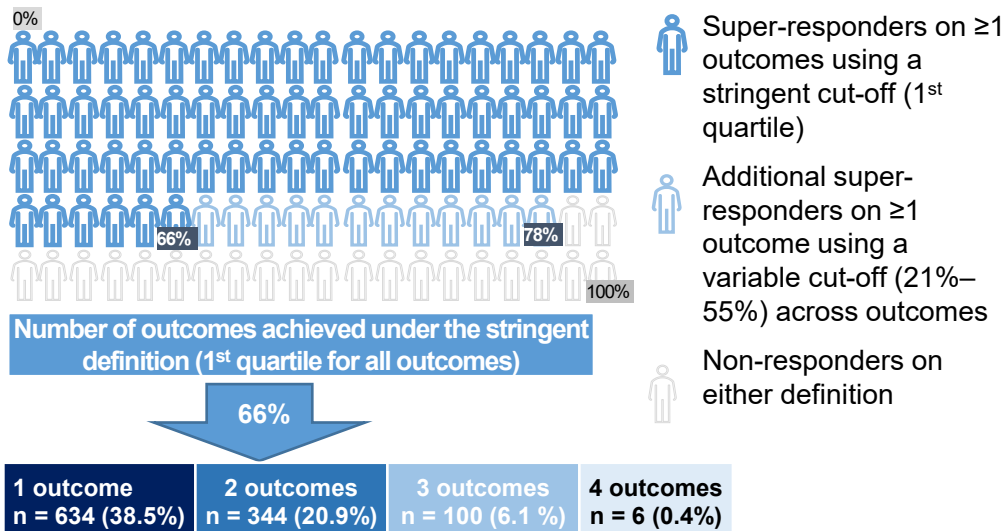 0%
66%
78%
100%
Super-responders on ≥1
outcomes using a
stringent cut-off (1st
quartile)
Additional super-
responders on ≥1
outcome using a
variable cut-off (21%–
55%) across outcomes
Non-responders on
either definition
Number of outcomes achieved under the stringent
definition (1st quartile for all outcomes)
66%
1 outcome
n = 634 (38.5%)
2 outcomes
n = 344 (20.9%)
3 outcomes
n = 100 (6.1 %)
4 outcomes
n = 6 (0.4%)